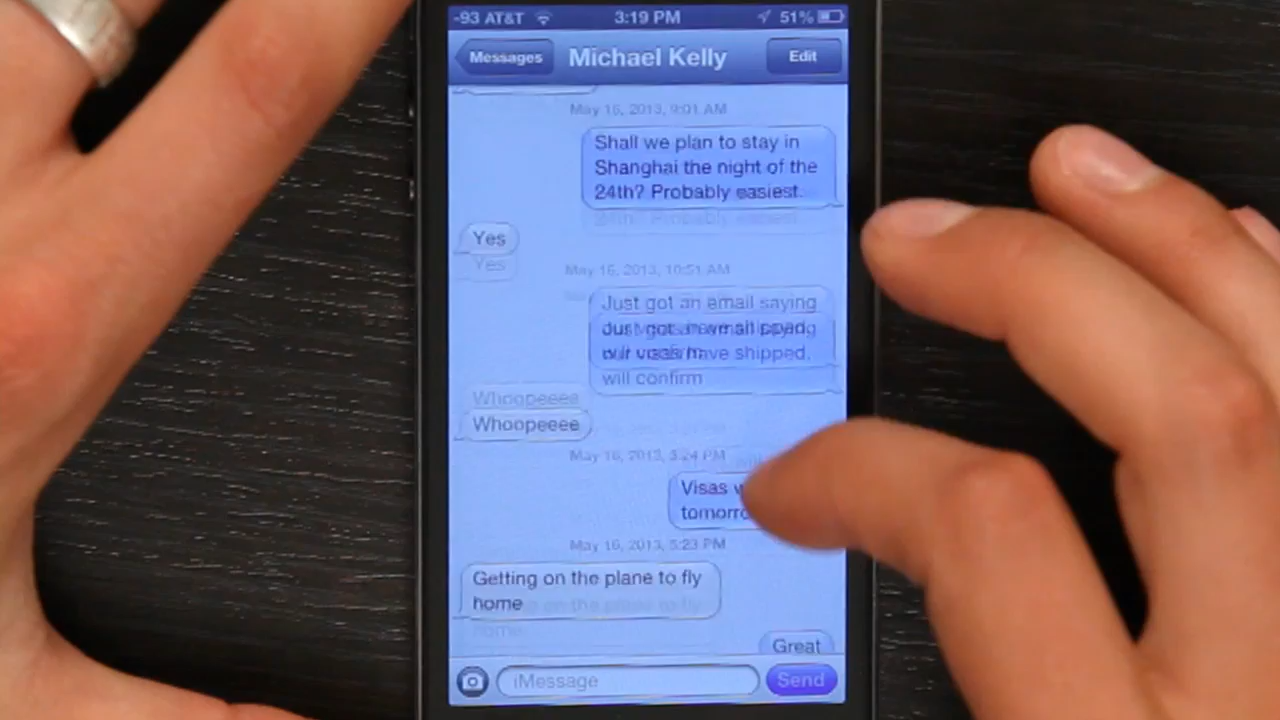 -93 AT&T 3:19 PM 51%
Messages Michael Kelly Edit
May 16, 2013, 9:01 AM
Shall we plan to stay in
Shanghai the night of the
24th? Probably easiest.
Yes
May 16, 2013, 10:51 AM
Just got an email saying
our visas have shipped,
will confirm
Whoopeeee
May 16, 2013, 3:24 PM
Visas
May 16, 2013, 5:23 PM
Getting on the plane to fly
home
Great
iMessage Send